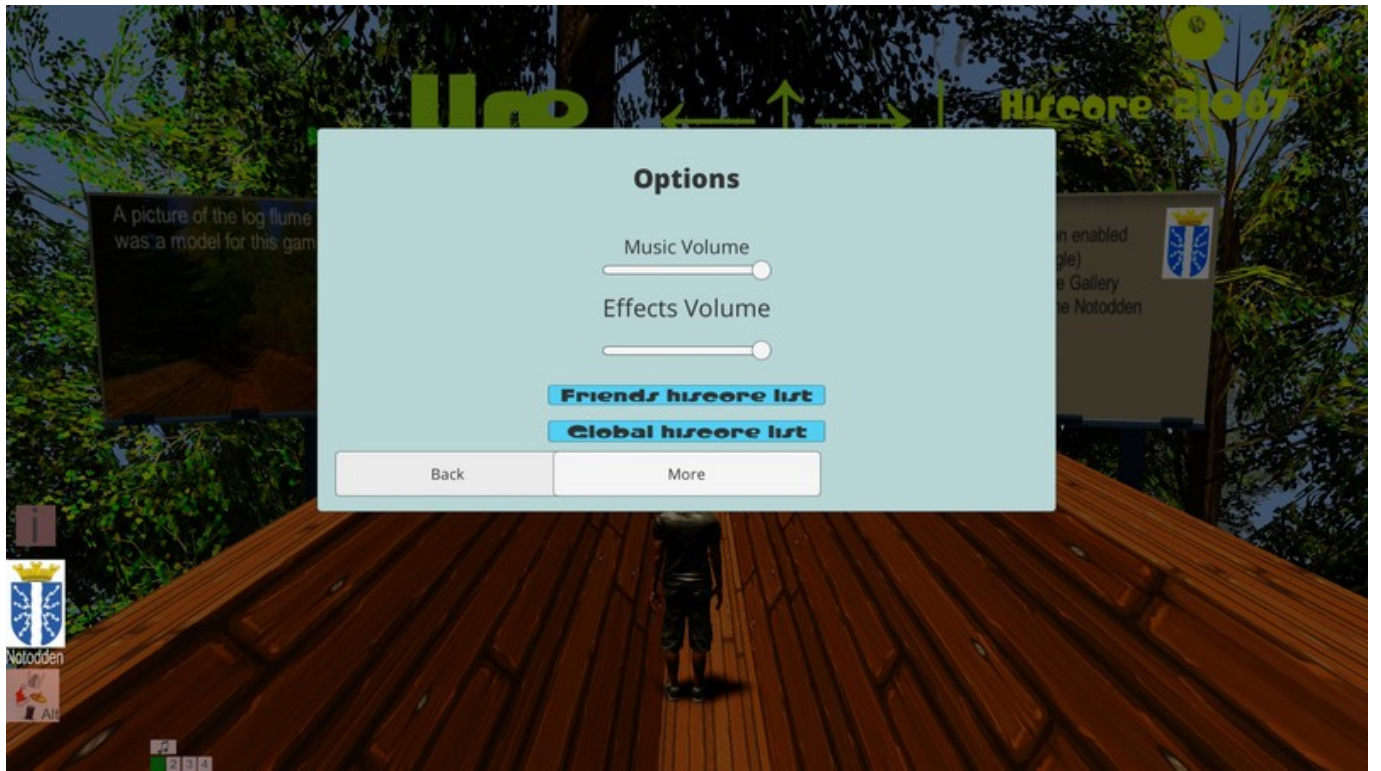 Hiscore 21087
Options
A picture of the log flume
was a model for this gam
Music Volume
n enabled
gle)
e Gallery
e Notodden
Effects Volume
Friends hiscore list
Global hiscore list
Back
More
i
Notodden
Alt
2 3 4